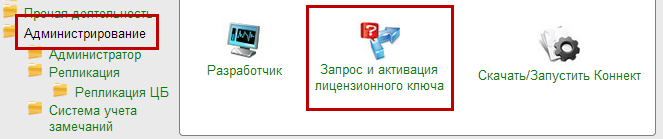 Прочая деятельность
Администрирование
Администратор
Репликация
Репликация ЦБ
Система учета
замечаний
Разработчик
Запрос и активация
лицензионного ключа
Скачать/Запустить Коннект